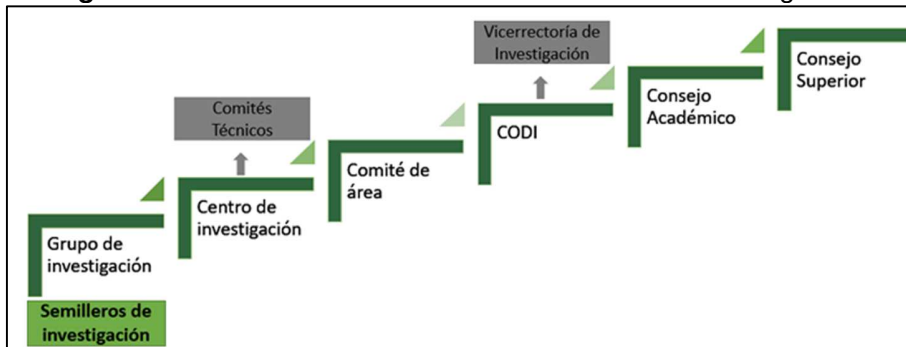 Vicerrectoría de
Investigación
Consejo
Superior
Comités
Técnicos
Consejo
Académico
CODI
Comité de
área
Centro de
investigación
Grupo de
investigación
Semilleros de
investigación